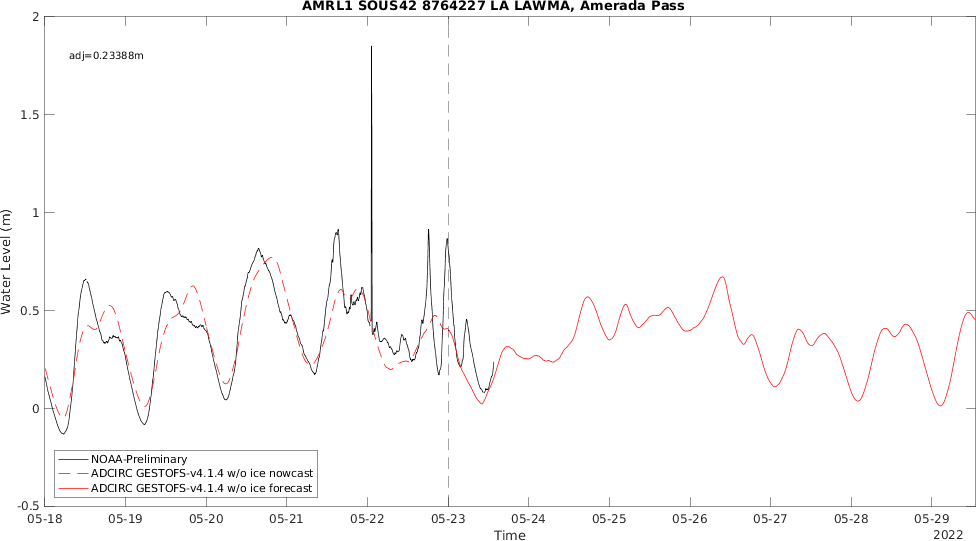 AMRL1 SOUS42 8764227 LA LAWMA, Amerada Pass
adj=0.23388m
2
1.5
1
0.5
0
-0.5
Water Level (m)
NOAA-Preliminary
ADCIRC GESTOFS-v4.1.4 w/o ice nowcast
ADCIRC GESTOFS-v4.1.4 w/o ice forecast
05-18 05-19 05-20 05-21 05-22 05-23 05-24 05-25 05-26 05-27 05-28 05-29
Time
2022